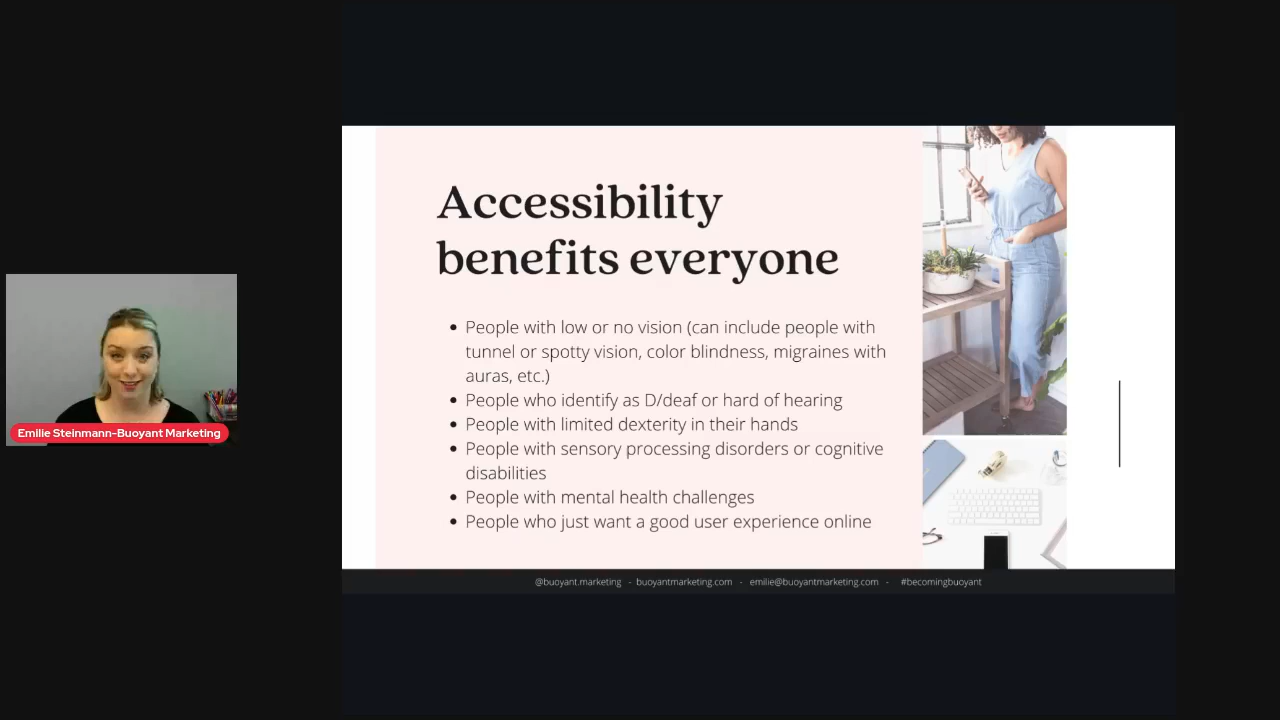 Accessibility
benefits everyone
• People with low or no vision (can include people with
tunnel or spotty vision, color blindness, migraines with
auras, etc.)
• People who identify as D/deaf or hard of hearing
• People with limited dexterity in their hands
• People with sensory processing disorders or cognitive
disabilities
• People with mental health challenges
• People who just want a good user experience online
Emilie Steinmann-Buoyant Marketing
@buoyant.marketing - buoyantmarketing.com - emilie@buoyantmarketing.com - #becomingbuoyant